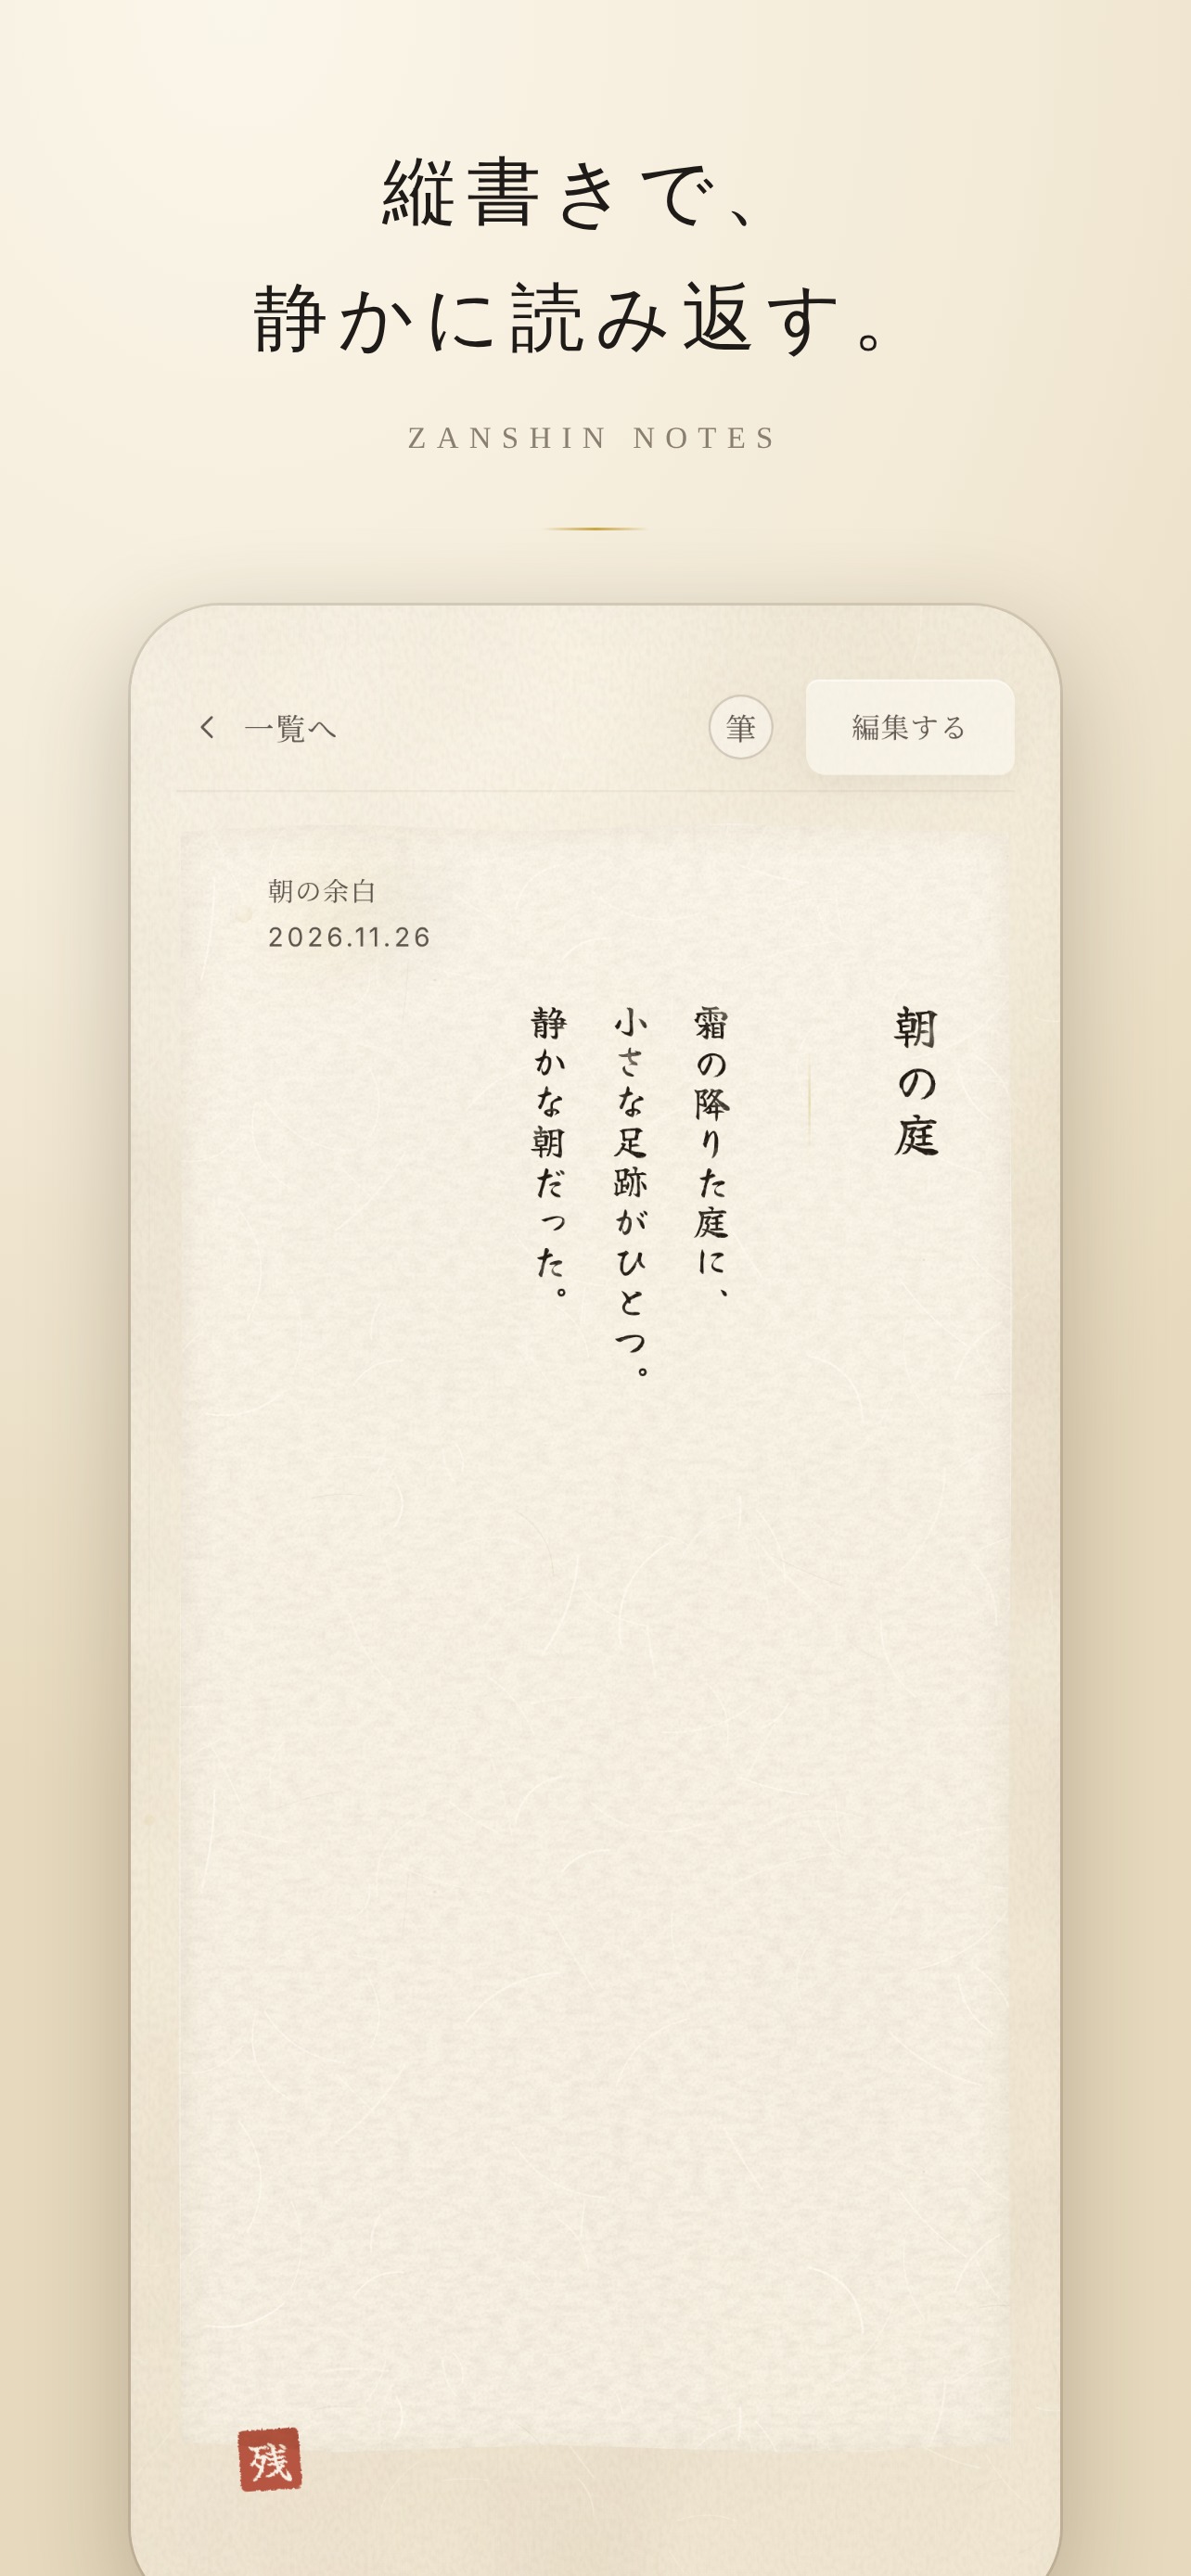 縦書きで、
静かに読み返す。
ZANSHIN NOTES
一覧へ
筆
編集する
朝の余白
2026.11.26
朝の庭
霜の降りた庭に、
小さな足跡がひとつ。
静かな朝だった。
残